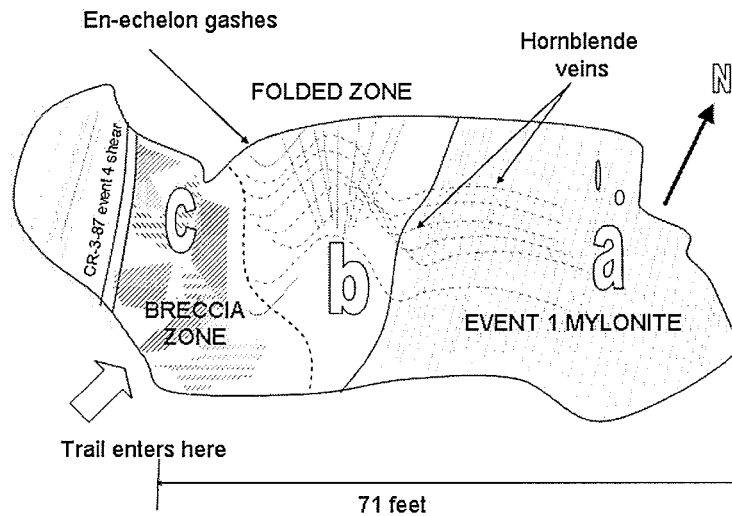 En-echelon gashes
Hornblende
veins
N
FOLDED ZONE
CR-3-87 event 4 shear
c
b
a
BRECCIA
ZONE
EVENT 1 MYLONITE
Trail enters here
71 feet